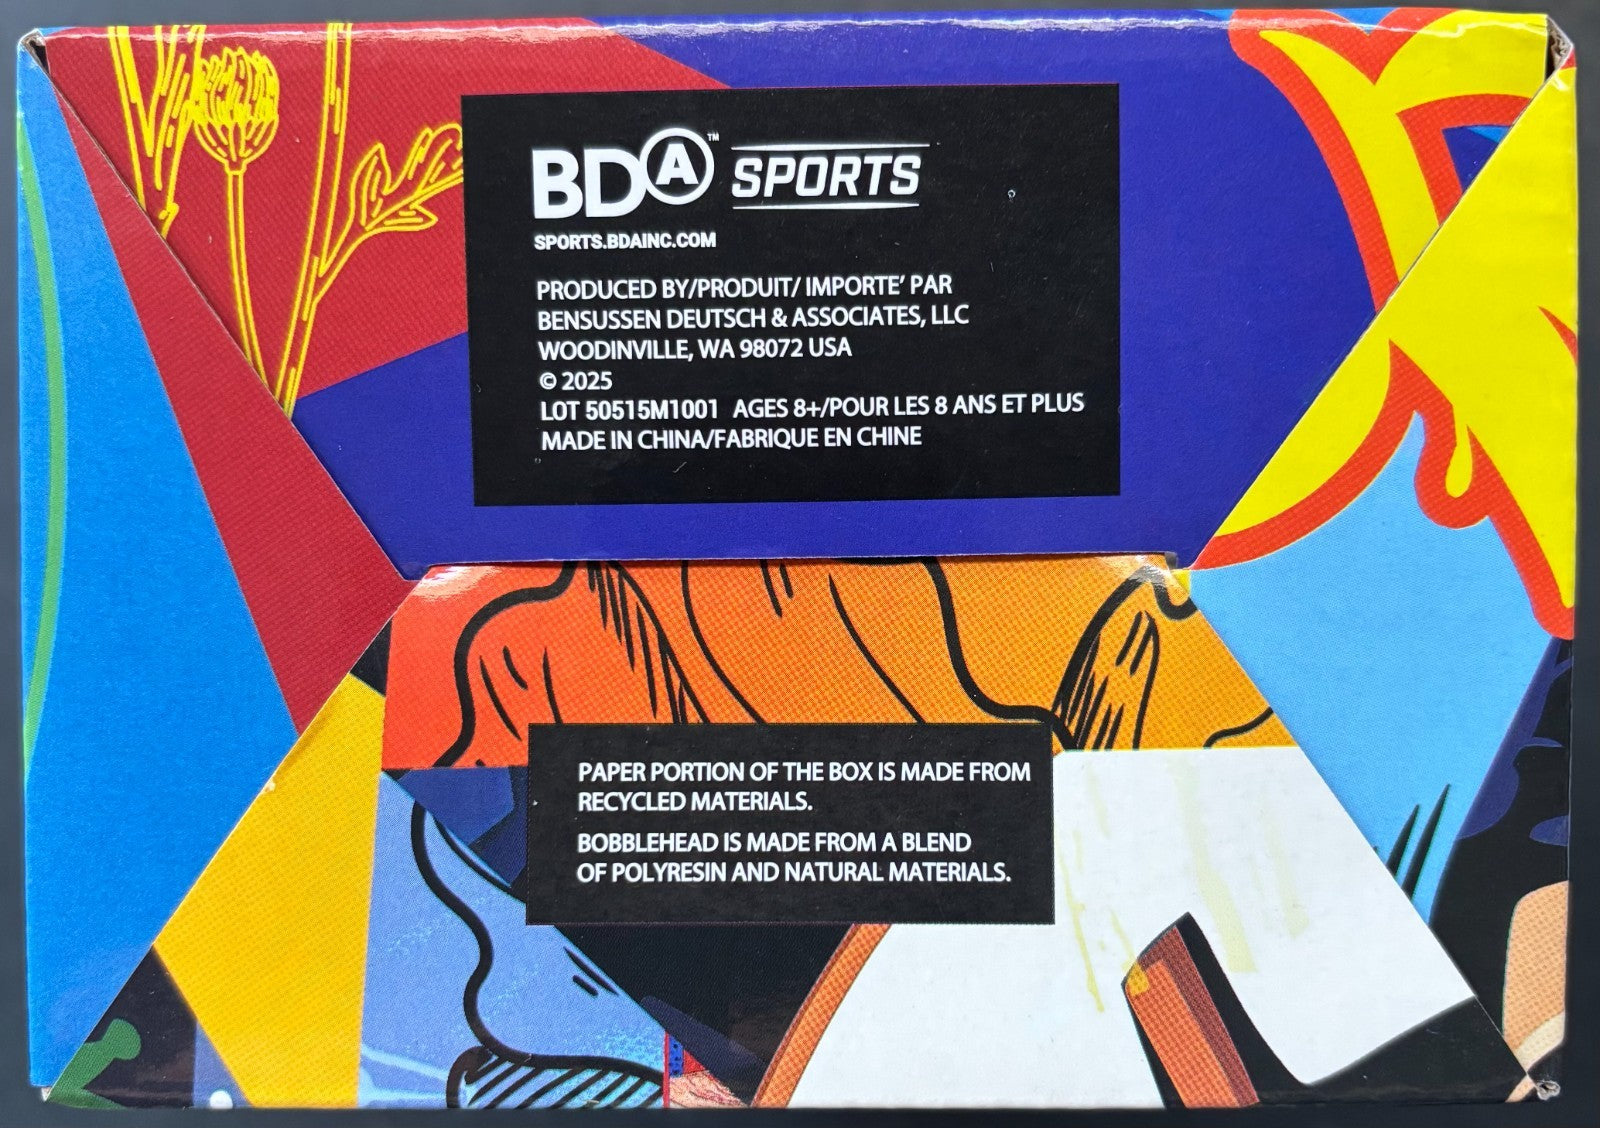 BDA™ SPORTS
SPORTS.BDAINC.COM
PRODUCED BY/PRODUIT/ IMPORTE' PAR
BENSUSSEN DEUTSCH & ASSOCIATES, LLC
WOODINVILLE, WA 98072 USA
© 2025
LOT 50515M1001 AGES 8+/POUR LES 8 ANS ET PLUS
MADE IN CHINA/FABRIQUE EN CHINE
PAPER PORTION OF THE BOX IS MADE FROM
RECYCLED MATERIALS.
BOBBLEHEAD IS MADE FROM A BLEND
OF POLYRESIN AND NATURAL MATERIALS.